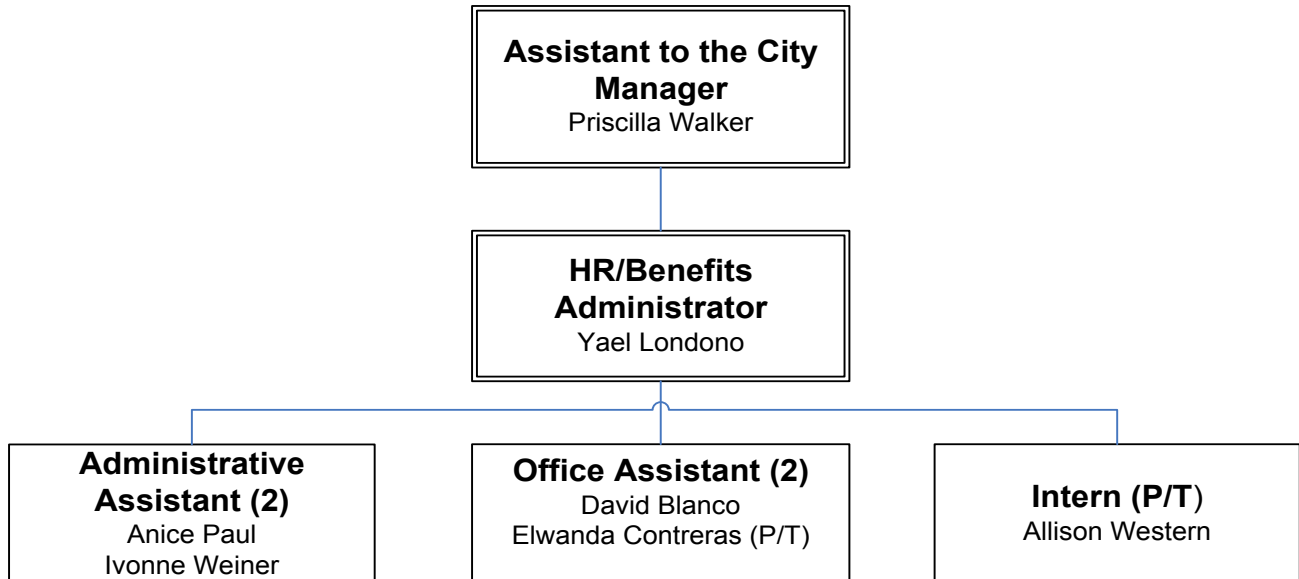 Assistant to the City
Manager
Priscilla Walker
HR/Benefits
Administrator
Yael Londono
Administrative
Assistant (2)
Anice Paul
Ivonne Weiner
Office Assistant (2)
David Blanco
Elwanda Contreras (P/T)
Intern (P/T)
Allison Western